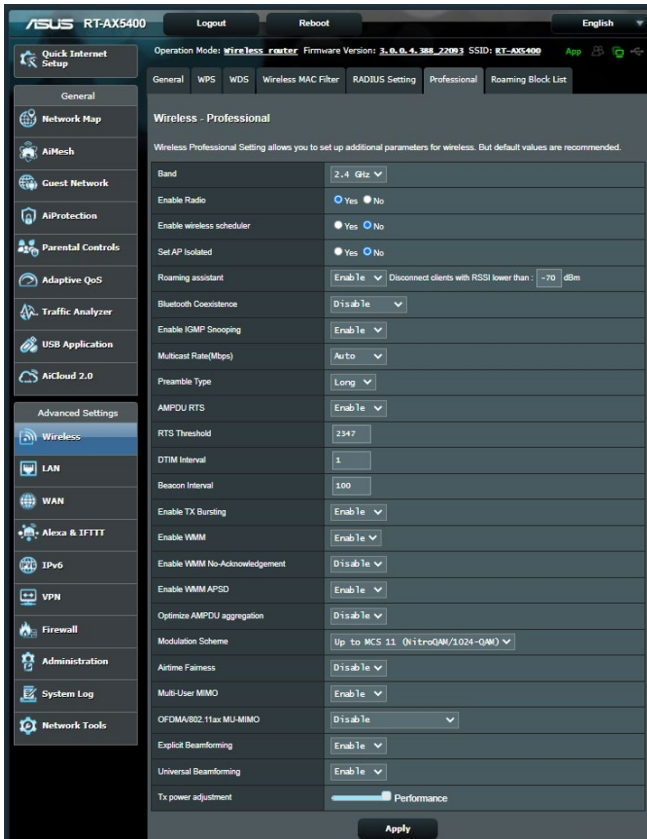 ASUS RT-AX5400 Logout Reboot English
Quick Internet Setup
Operation Mode: Wireless router Firmware Version: 3.0.0.4.388_22093 SSID: RT-AX5400 App
General WPS WDS Wireless MAC Filter RADIUS Setting Professional Roaming Block List
General
Network Map
AiMesh
Guest Network
AiProtection
Parental Controls
Adaptive QoS
Traffic Analyzer
USB Application
AiCloud 2.0
Advanced Settings
Wireless
LAN
WAN
Alexa & IFTTT
IPv6
VPN
Firewall
Administration
System Log
Network Tools
Wireless - Professional
Wireless Professional Setting allows you to set up additional parameters for wireless. But default values are recommended.
Band 2.4 GHz
Enable Radio Yes No
Enable wireless scheduler Yes No
Set AP Isolated Yes No
Roaming assistant Enable Disconnect clients with RSSI lower than : -70 dBm
Bluetooth Coexistence Disable
Enable IGMP Snooping Enable
Multicast Rate(Mbps) Auto
Preamble Type Long
AMPDU RTS Enable
RTS Threshold 2347
DTIM Interval 1
Beacon Interval 100
Enable TX Bursting Enable
Enable WMM Enable
Enable WMM No-Acknowledgement Disable
Enable WMM APSD Enable
Optimize AMPDU aggregation Disable
Modulation Scheme Up to MCS 11 (NitroQAM/1024-QAM)
Airtime Fairness Disable
Multi-User MIMO Enable
OFDMA/802.11ax MU-MIMO Disable
Explicit Beamforming Enable
Universal Beamforming Enable
Tx power adjustment Performance
Apply